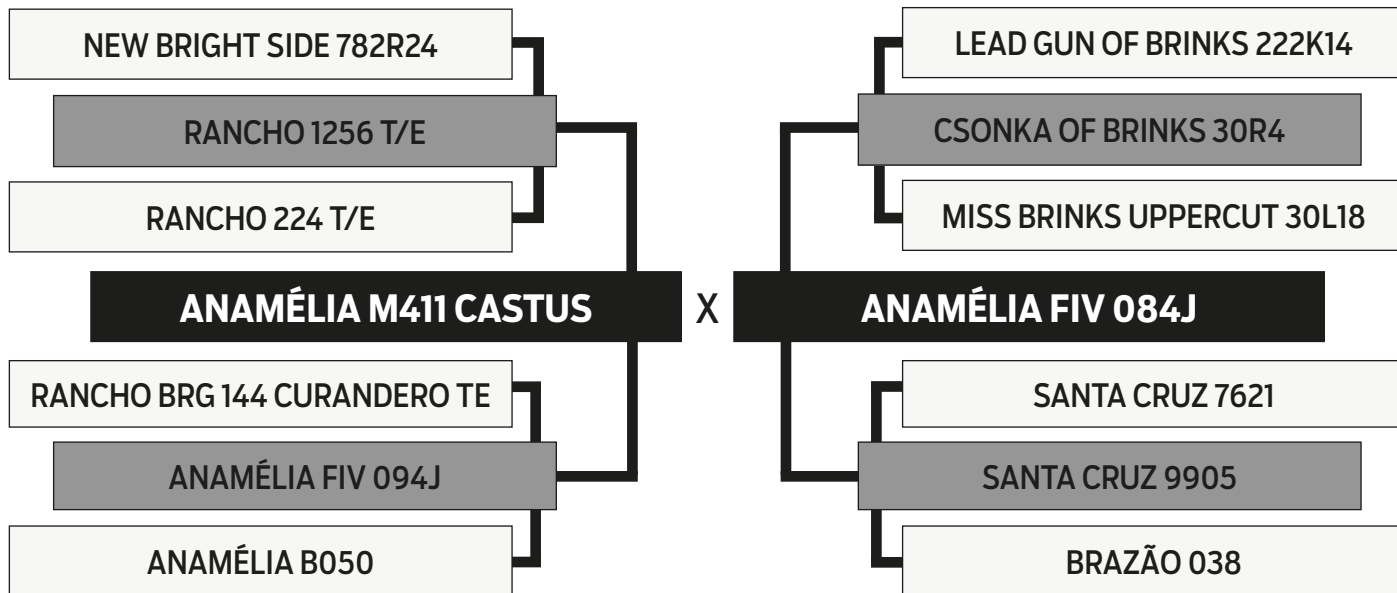 NEW BRIGHT SIDE 782R24
RANCHO 1256 T/E
RANCHO 224 T/E
ANAMÉLIA M411 CASTUS
RANCHO BRG 144 CURANDERO TE
ANAMÉLIA FIV 094J
ANAMÉLIA B050
X
LEAD GUN OF BRINKS 222K14
CSONKA OF BRINKS 30R4
MISS BRINKS UPPERCUT 30L18
ANAMÉLIA FIV 084J
SANTA CRUZ 7621
SANTA CRUZ 9905
BRAZÃO 038